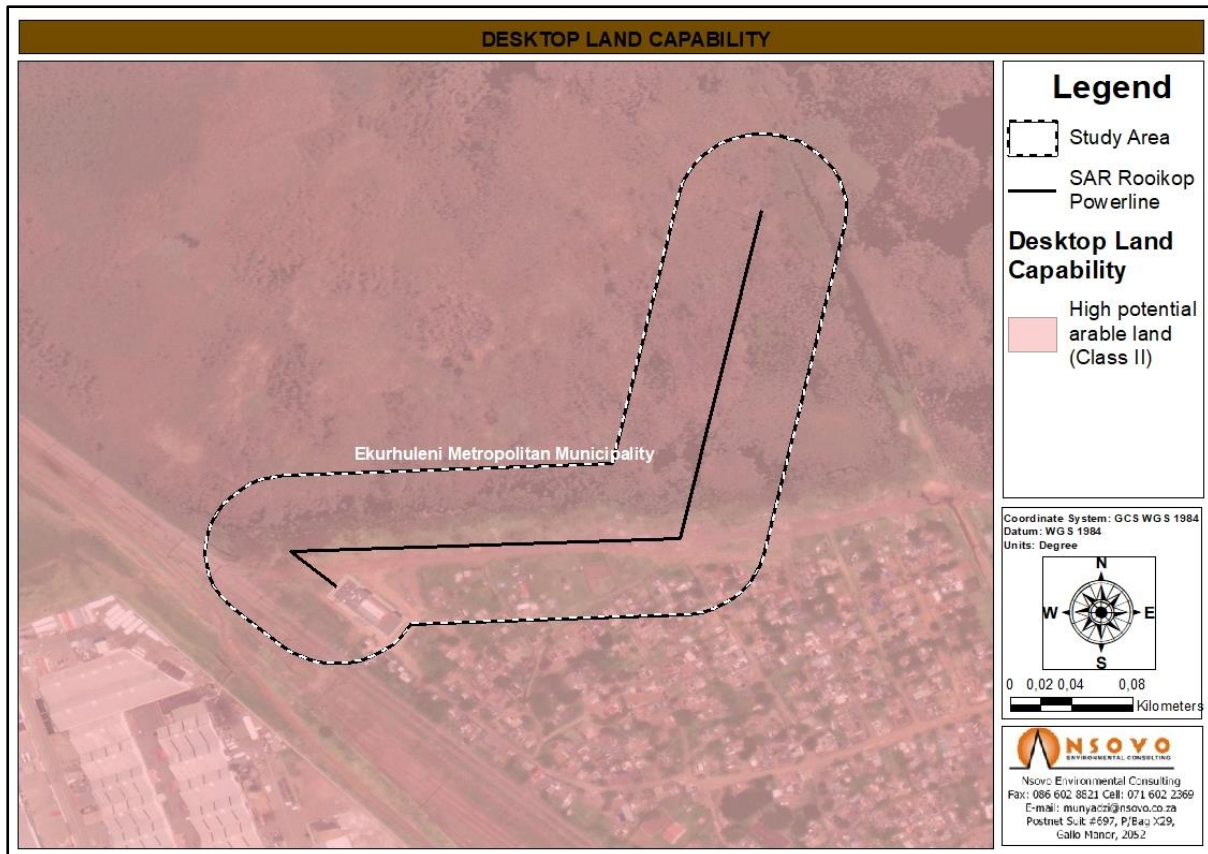 DESKTOP LAND CAPABILITY
Ekurhuleni Metropolitan Municipality
Legend
Study Area
SAR Rooikop
Powerline
Desktop Land
Capability
High potential
arable land
(Class II)
Coordinate System: GCS WGS 1984
Datum: WGS 1984
Units: Degree
N
W E
S
0 0,02 0,04 0,08
Kilometers
NSOVO
ENVIRONMENTAL CONSULTING
Nsovo Environmental Consulting
Fax: 086 602 8821 Cell: 071 602 2369
E-mail: munyadzi@nsovo.co.za
Postnet Suit #697, P/Bag X29,
Gallo Manor, 2052